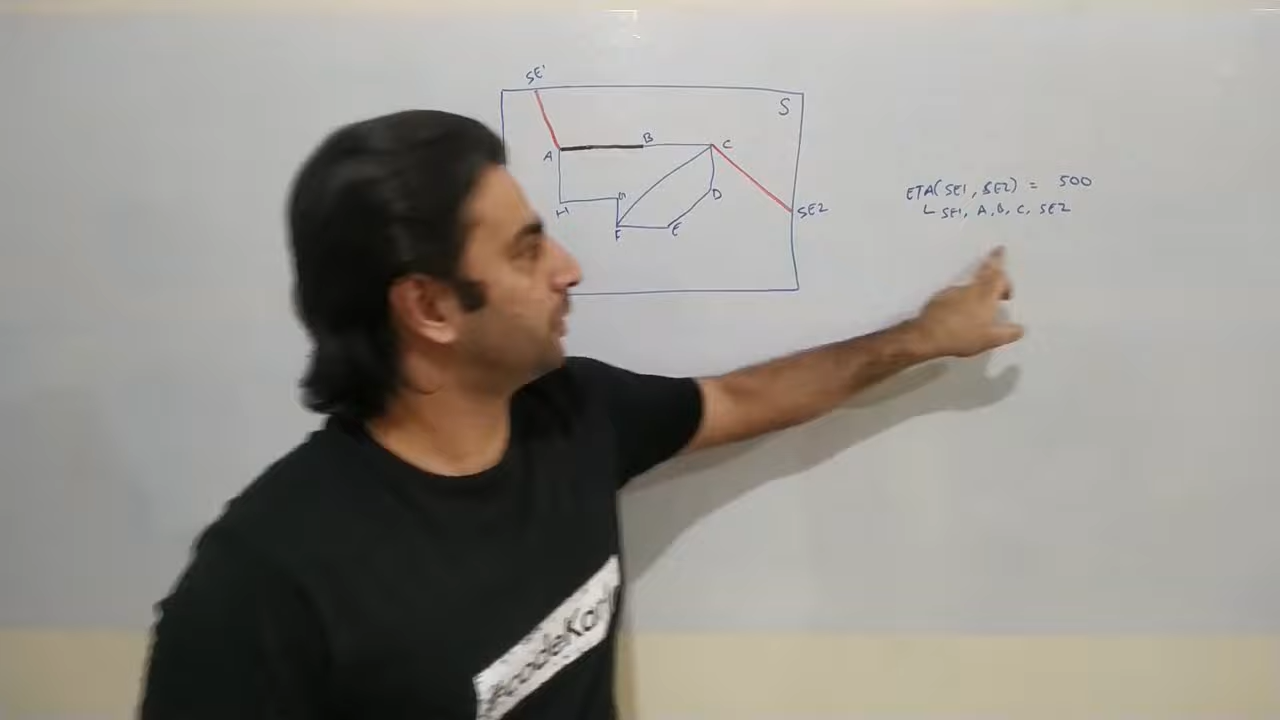 SE1
S
B
A
C
D
SE2
H
G
F
E
ETA(SE1, SE2) = 500
SE1, A, B, C, SE2